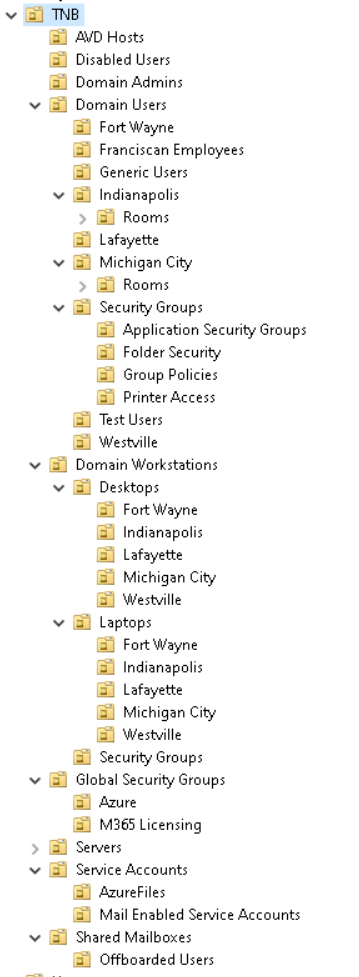 TNB
AVD Hosts
Disabled Users
Domain Admins
Domain Users
Fort Wayne
Franciscan Employees
Generic Users
Indianapolis
Rooms
Lafayette
Michigan City
Rooms
Security Groups
Application Security Groups
Folder Security
Group Policies
Printer Access
Test Users
Westville
Domain Workstations
Desktops
Fort Wayne
Indianapolis
Lafayette
Michigan City
Westville
Laptops
Fort Wayne
Indianapolis
Lafayette
Michigan City
Westville
Security Groups
Global Security Groups
Azure
M365 Licensing
Servers
Service Accounts
AzureFiles
Mail Enabled Service Accounts
Shared Mailboxes
Offboarded Users